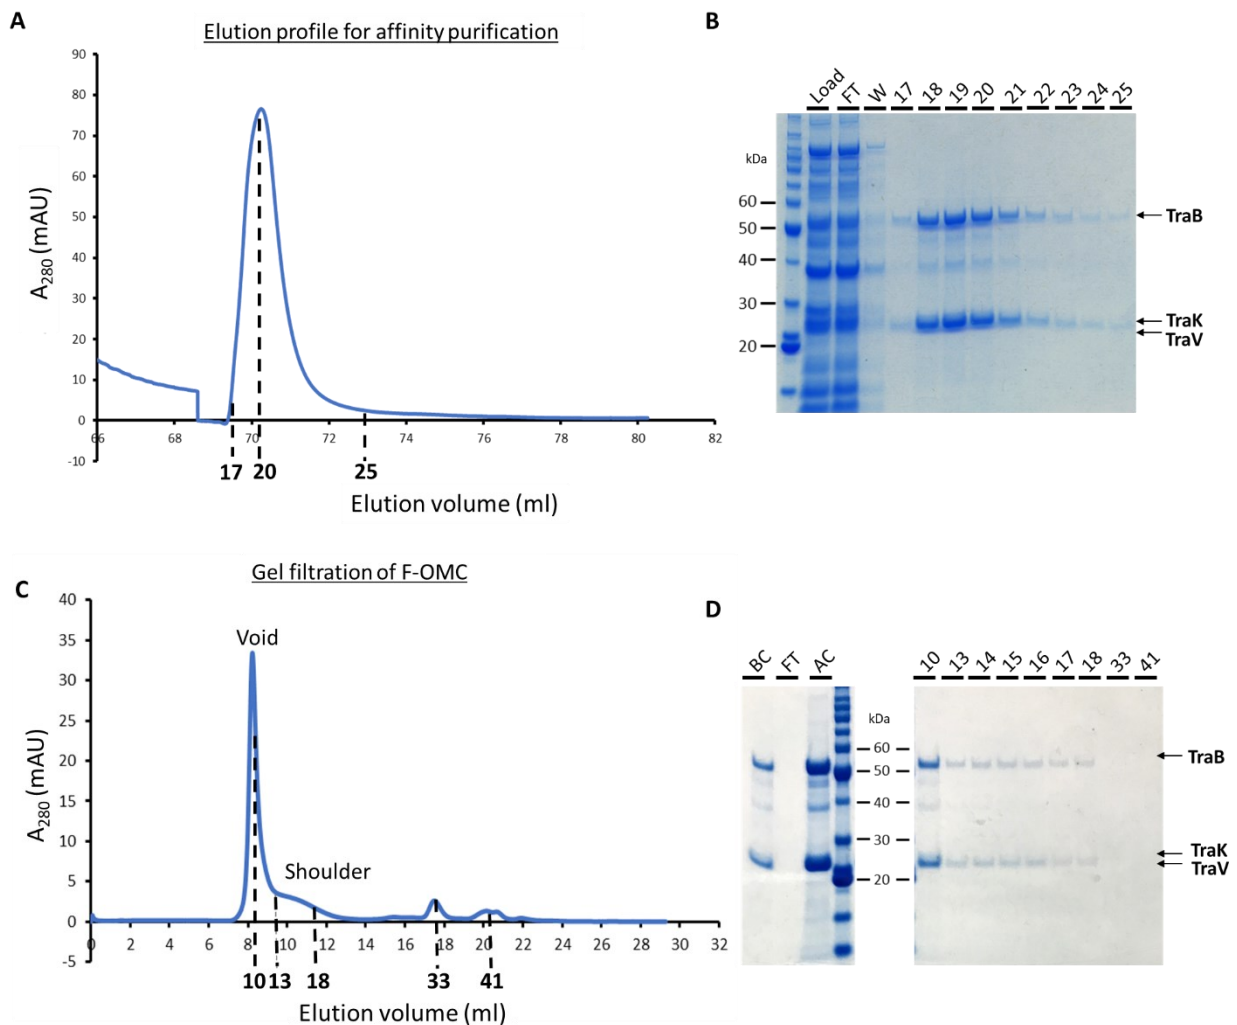 A
Elution profile for affinity purification
90
80
70
60
50
40
30
20
10
0
-10
A280 (mAU)
66 68 70 72 74 76 78 80 82
17 20 25
Elution volume (ml)
B
Load FT W 17 18 19 20 21 22 23 24 25
kDa
60
50
40
30
20
TraB
TraK
TraV
C
Gel filtration of F-OMC
40
35
30
25
20
15
10
5
0
-5
A280 (mAU)
Void
Shoulder
0 2 4 6 8 10 12 14 16 18 20 22 24 26 28 30 32
10 13 18 33 41
Elution volume (ml)
D
BC FT AC 10 13 14 15 16 17 18 33 41
kDa
60
50
40
30
20
TraB
TraK
TraV